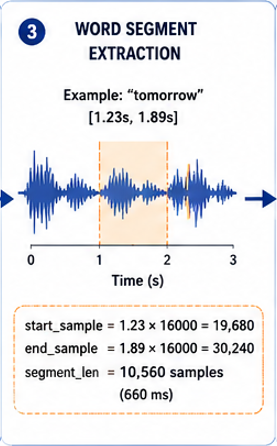 3
WORD SEGMENT
EXTRACTION
Example: “tomorrow”
[1.23s, 1.89s]
0 1 2 3
Time (s)
start_sample = 1.23 × 16000 = 19,680
end_sample = 1.89 × 16000 = 30,240
segment_len = 10,560 samples
(660 ms)